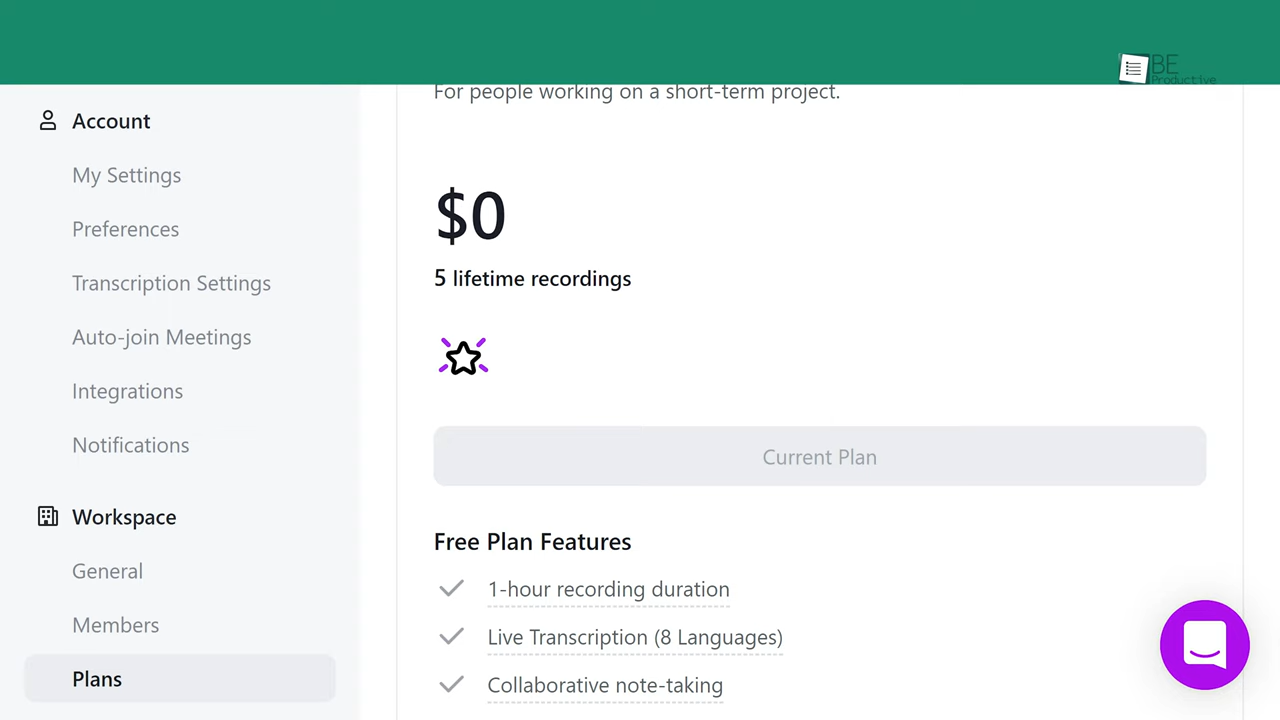 BE
Productive
For people working on a short-term project.
Account
My Settings
Preferences
Transcription Settings
Auto-join Meetings
Integrations
Notifications
Workspace
General
Members
Plans
$0
5 lifetime recordings
Current Plan
Free Plan Features
1-hour recording duration
Live Transcription (8 Languages)
Collaborative note-taking